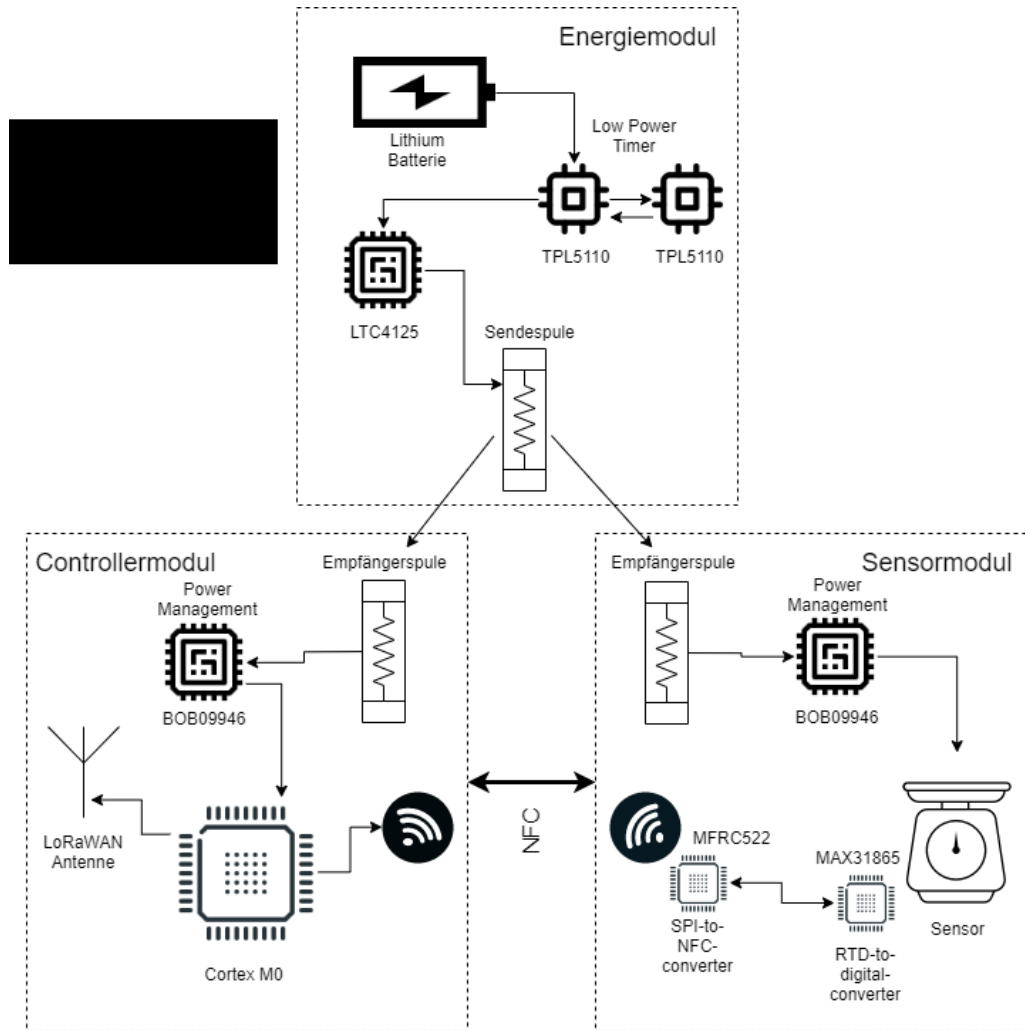 Energiemodul
Lithium
Batterie
Low Power
Timer
TPL5110
TPL5110
LTC4125
Sendespule
Controllermodul
Empfängerspule
Power
Management
BOB09946
LoRaWAN
Antenne
Cortex M0
NFC
Empfängerspule
Sensormodul
Power
Management
BOB09946
MFRC522
SPI-to-
NFC-
converter
MAX31865
RTD-to-
digital-
converter
Sensor